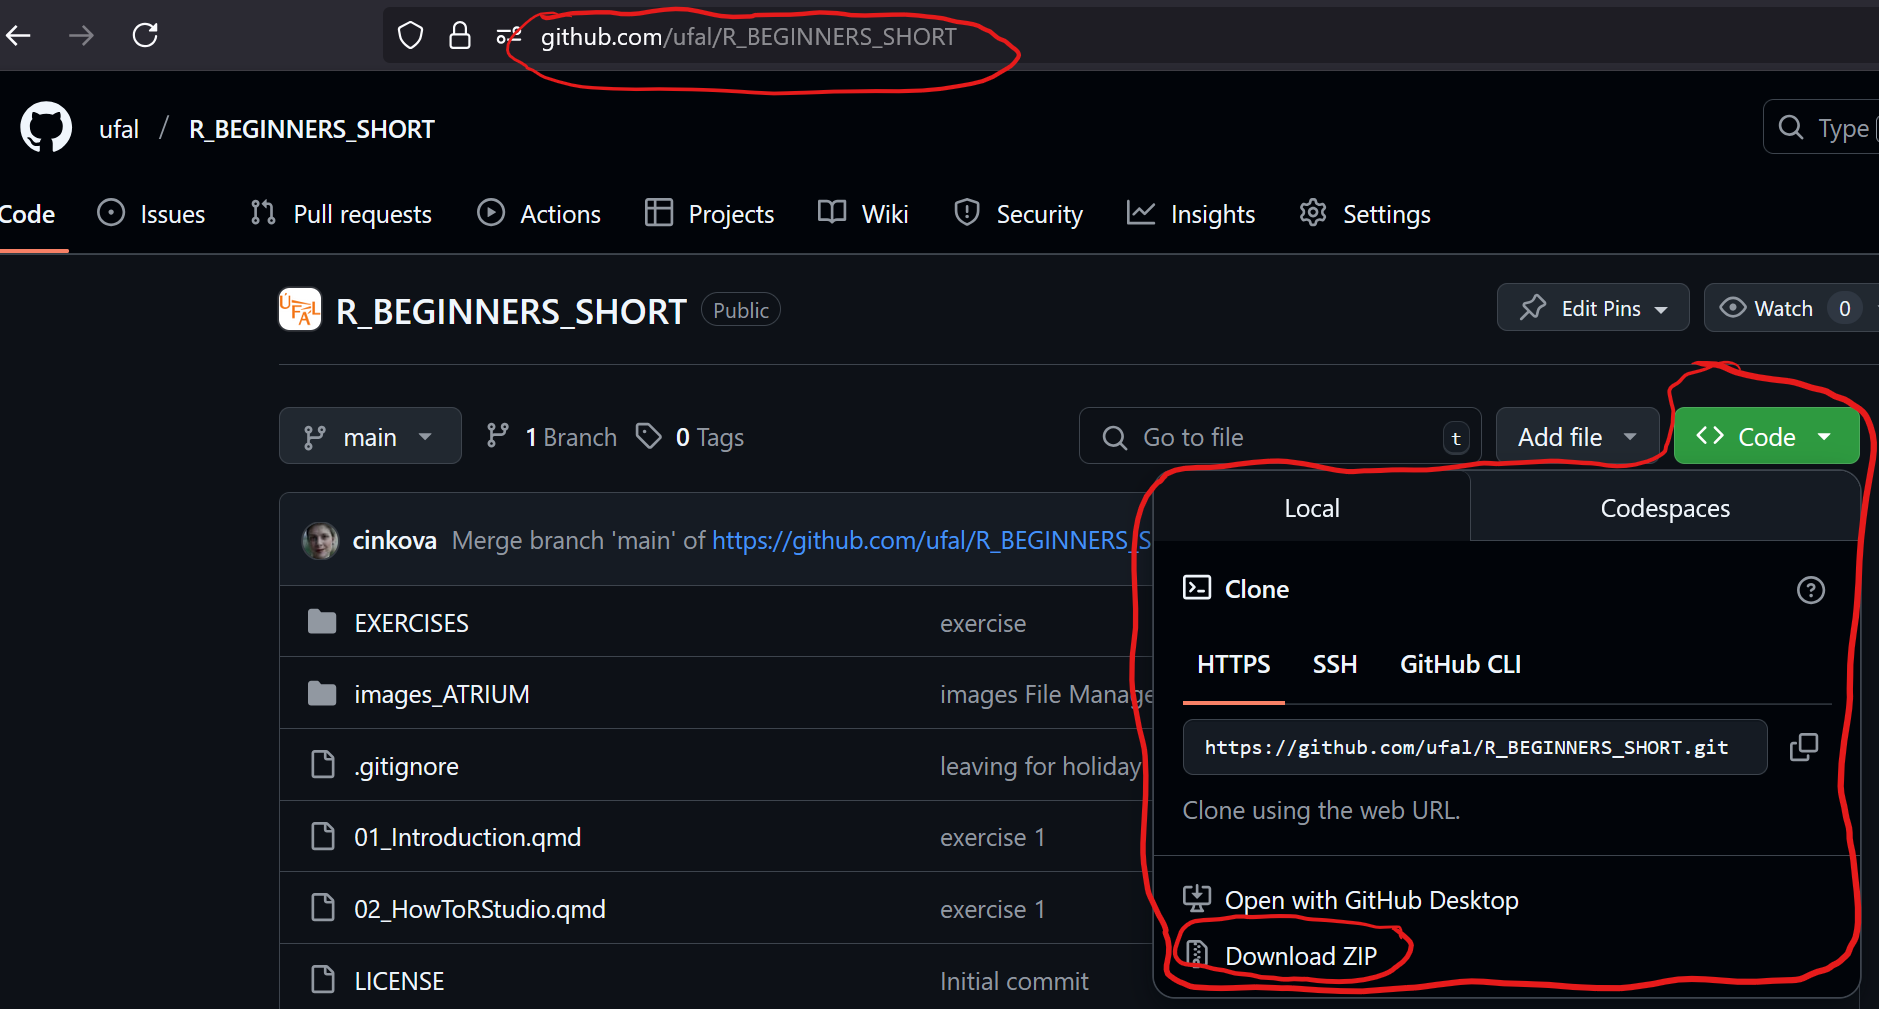 github.com/ufal/R_BEGINNERS_SHORT
ufal / R_BEGINNERS_SHORT
Type
Code Issues Pull requests Actions Projects Wiki Security Insights Settings
ÚFAL R_BEGINNERS_SHORT Public
Edit Pins Watch 0
main 1 Branch 0 Tags
Go to file t Add file <> Code
Local Codespaces
cinkova Merge branch 'main' of https://github.com/ufal/R_BEGINNERS_S
Clone
EXERCISES exercise
HTTPS SSH GitHub CLI
images_ATRIUM images File Manage
https://github.com/ufal/R_BEGINNERS_SHORT.git
.gitignore leaving for holiday
Clone using the web URL.
01_Introduction.qmd exercise 1
Open with GitHub Desktop
02_HowToRStudio.qmd exercise 1
Download ZIP
LICENSE Initial commit